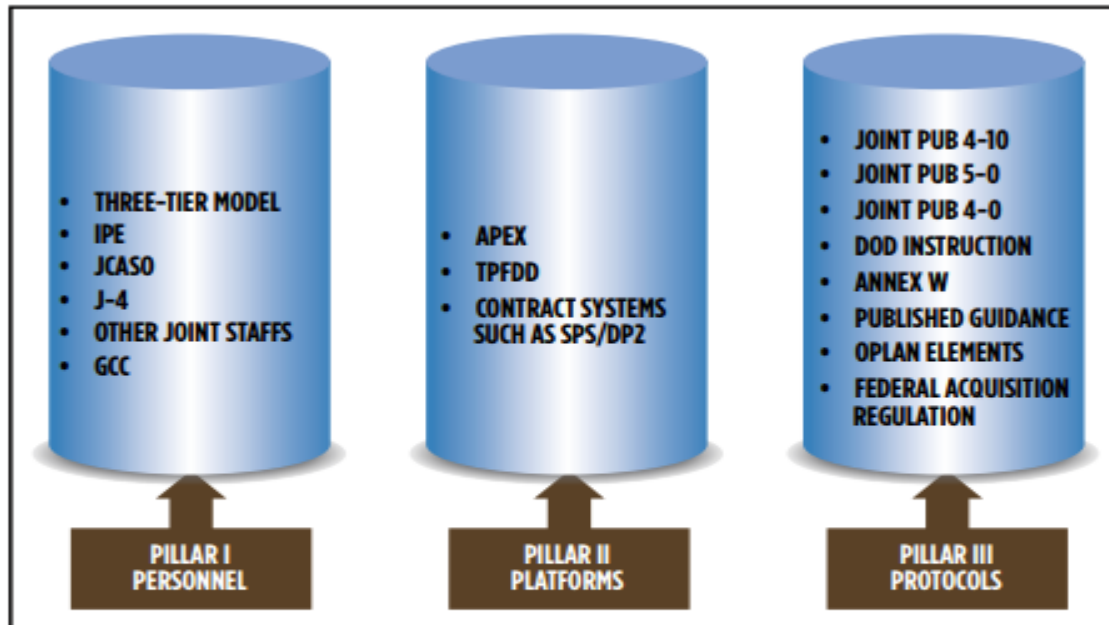 • THREE-TIER MODEL
• IPE
• JCASO
• J-4
• OTHER JOINT STAFFS
• GCC
PILLAR I
PERSONNEL
• APEX
• TPFDD
• CONTRACT SYSTEMS
SUCH AS SPS/DP2
PILLAR II
PLATFORMS
• JOINT PUB 4-10
• JOINT PUB 5-0
• JOINT PUB 4-0
• DOD INSTRUCTION
• ANNEX W
• PUBLISHED GUIDANCE
• OPLAN ELEMENTS
• FEDERAL ACQUISITION
REGULATION
PILLAR III
PROTOCOLS